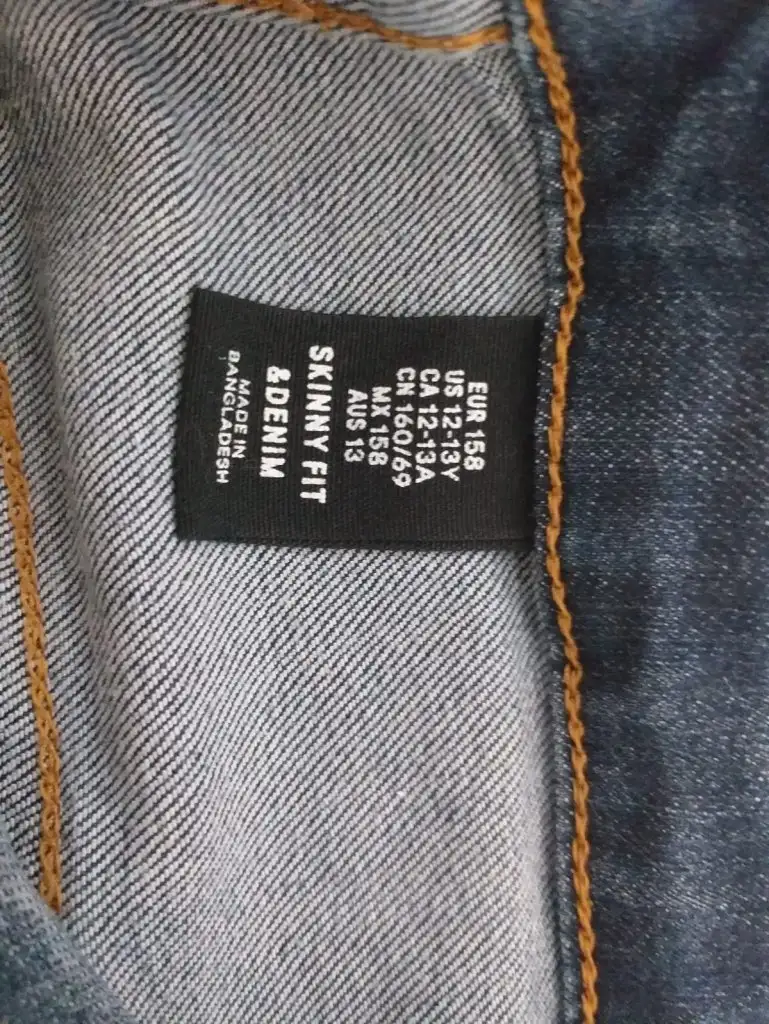 EUR 158
US 12-13Y
CA 12-13A
CN 160/69
MX 158
AUS 13
SKINNY FIT
&DENIM
MADE IN
BANGLADESH